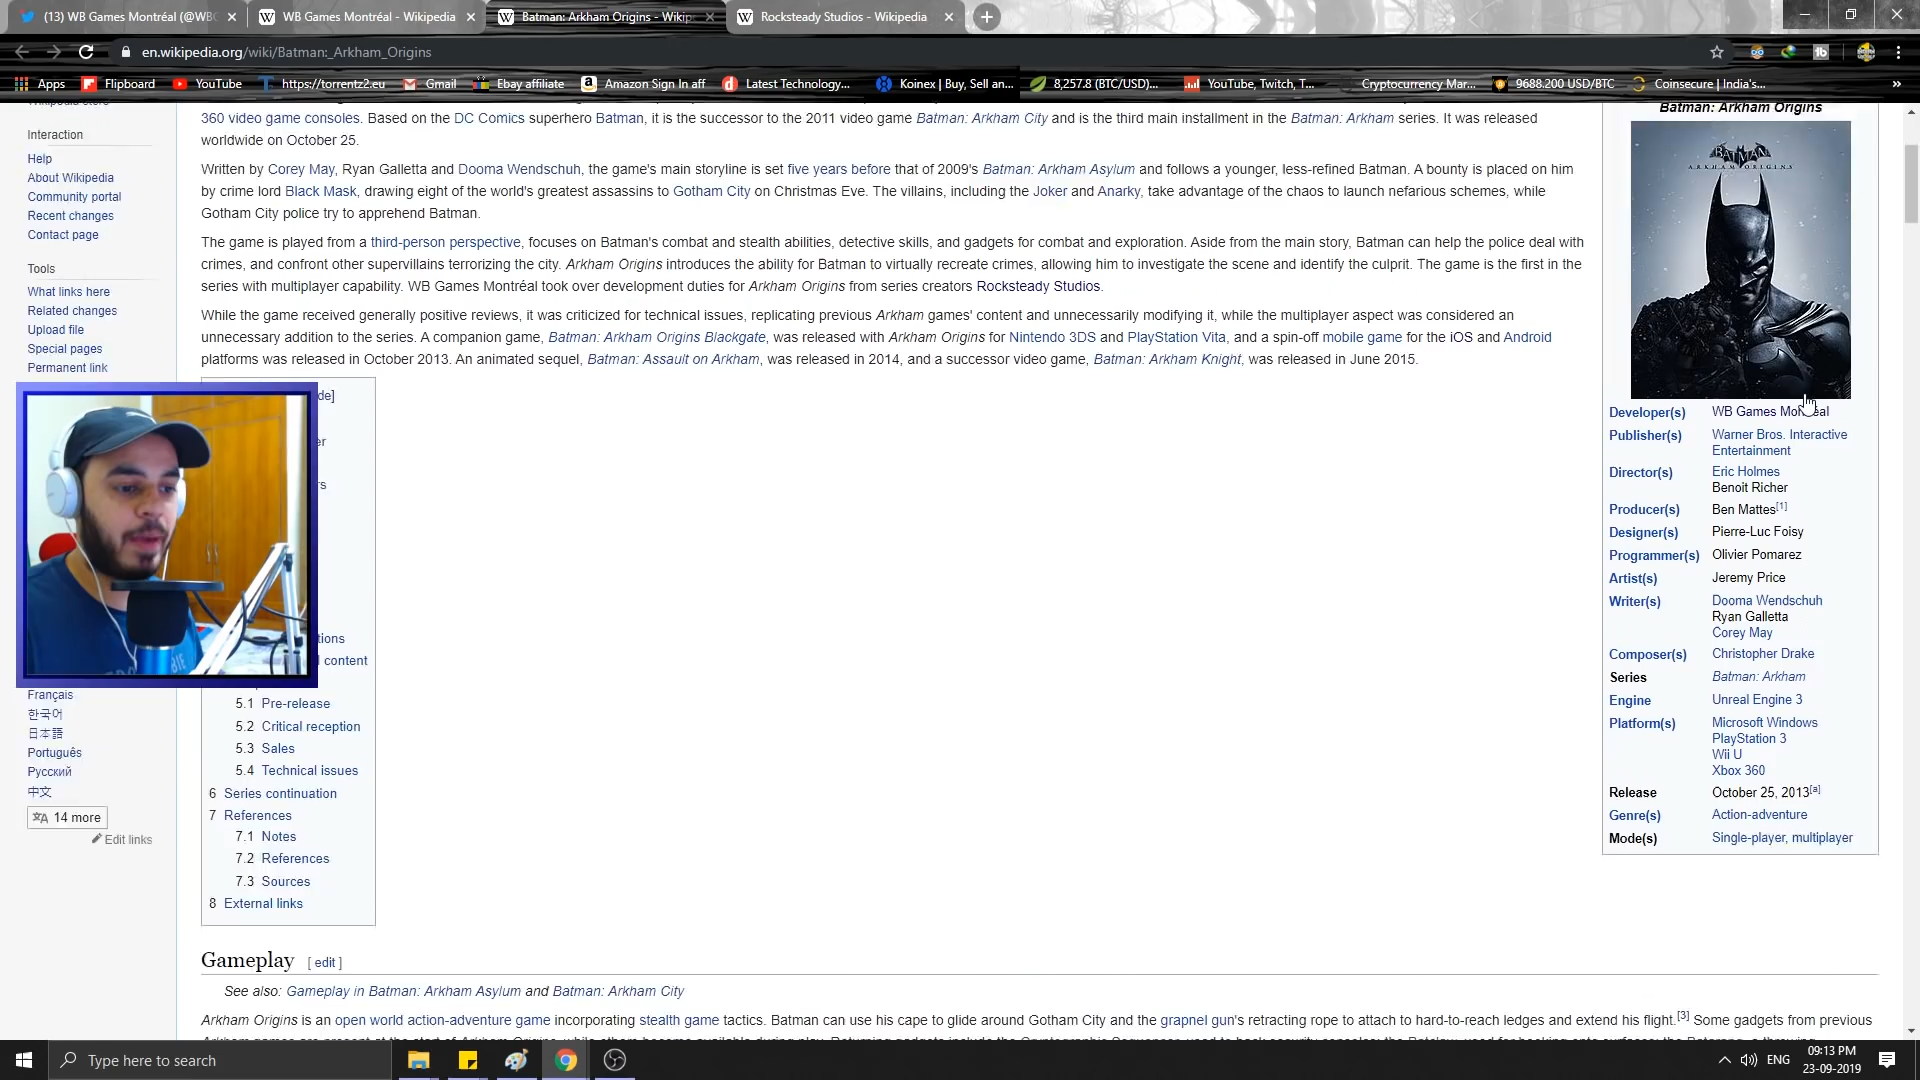 (13) WB Games Montréal (@WBG
WB Games Montréal - Wikipedia
Batman: Arkham Origins - Wikip
Rocksteady Studios - Wikipedia
en.wikipedia.org/wiki/Batman:_Arkham_Origins
Apps
Flipboard
YouTube
https://torrentz2.eu
Gmail
Ebay affiliate
Amazon Sign In aff
Latest Technology...
Koinex | Buy, Sell an...
8,257.8 (BTC/USD)...
YouTube, Twitch, T...
Cryptocurrency Mar...
9688.200 USD/BTC
Coinsecure | India's...
»
Wikipedia store
Interaction
Help
About Wikipedia
Community portal
Recent changes
Contact page
Tools
What links here
Related changes
Upload file
Special pages
Permanent link
Français
한국어
日本語
Português
Русский
中文
14 more
Edit links
360 video game consoles. Based on the DC Comics superhero Batman, it is the successor to the 2011 video game Batman: Arkham City and is the third main installment in the Batman: Arkham series. It was released
worldwide on October 25.
Written by Corey May, Ryan Galletta and Dooma Wendschuh, the game's main storyline is set five years before that of 2009's Batman: Arkham Asylum and follows a younger, less-refined Batman. A bounty is placed on him
by crime lord Black Mask, drawing eight of the world's greatest assassins to Gotham City on Christmas Eve. The villains, including the Joker and Anarky, take advantage of the chaos to launch nefarious schemes, while
Gotham City police try to apprehend Batman.
The game is played from a third-person perspective, focuses on Batman's combat and stealth abilities, detective skills, and gadgets for combat and exploration. Aside from the main story, Batman can help the police deal with
crimes, and confront other supervillains terrorizing the city. Arkham Origins introduces the ability for Batman to virtually recreate crimes, allowing him to investigate the scene and identify the culprit. The game is the first in the
series with multiplayer capability. WB Games Montréal took over development duties for Arkham Origins from series creators Rocksteady Studios.
While the game received generally positive reviews, it was criticized for technical issues, replicating previous Arkham games' content and unnecessarily modifying it, while the multiplayer aspect was considered an
unnecessary addition to the series. A companion game, Batman: Arkham Origins Blackgate, was released with Arkham Origins for Nintendo 3DS and PlayStation Vita, and a spin-off mobile game for the iOS and Android
platforms was released in October 2013. An animated sequel, Batman: Assault on Arkham, was released in 2014, and a successor video game, Batman: Arkham Knight, was released in June 2015.
de]
er
rs
tions
l content
5.1 Pre-release
5.2 Critical reception
5.3 Sales
5.4 Technical issues
6 Series continuation
7 References
7.1 Notes
7.2 References
7.3 Sources
8 External links
Gameplay [ edit ]
See also: Gameplay in Batman: Arkham Asylum and Batman: Arkham City
Arkham Origins is an open world action-adventure game incorporating stealth game tactics. Batman can use his cape to glide around Gotham City and the grapnel gun's retracting rope to attach to hard-to-reach ledges and extend his flight.[3] Some gadgets from previous
Batman: Arkham Origins
BATMAN
ARKHAM ORIGINS
Developer(s) WB Games Montréal
Publisher(s) Warner Bros. Interactive
Entertainment
Director(s) Eric Holmes
Benoit Richer
Producer(s) Ben Mattes[1]
Designer(s) Pierre-Luc Foisy
Programmer(s) Olivier Pomarez
Artist(s) Jeremy Price
Writer(s) Dooma Wendschuh
Ryan Galletta
Corey May
Composer(s) Christopher Drake
Series Batman: Arkham
Engine Unreal Engine 3
Platform(s) Microsoft Windows
PlayStation 3
Wii U
Xbox 360
Release October 25, 2013[a]
Genre(s) Action-adventure
Mode(s) Single-player, multiplayer
Type here to search
ENG
09:13 PM
23-09-2019